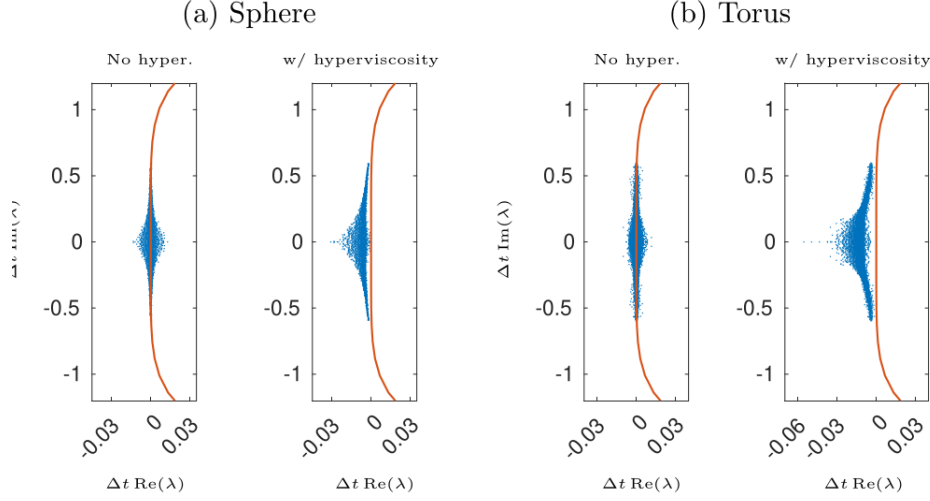 (a) Sphere
(b) Torus
No hyper.
w/ hyperviscosity
No hyper.
w/ hyperviscosity
Δt Im(λ)
1
0.5
0
-0.5
-1
-0.03
0
0.03
Δt Re(λ)
1
0.5
0
-0.5
-1
-0.03
0
0.03
Δt Re(λ)
Δt Im(λ)
1
0.5
0
-0.5
-1
-0.03
0
0.03
Δt Re(λ)
1
0.5
0
-0.5
-1
-0.06
-0.03
0
0.03
Δt Re(λ)